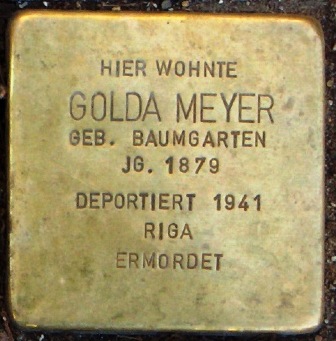 HIER WOHNTE
GOLDA MEYER
GEB. BAUMGARTEN
JG. 1879
DEPORTIERT 1941
RIGA
ERMORDET